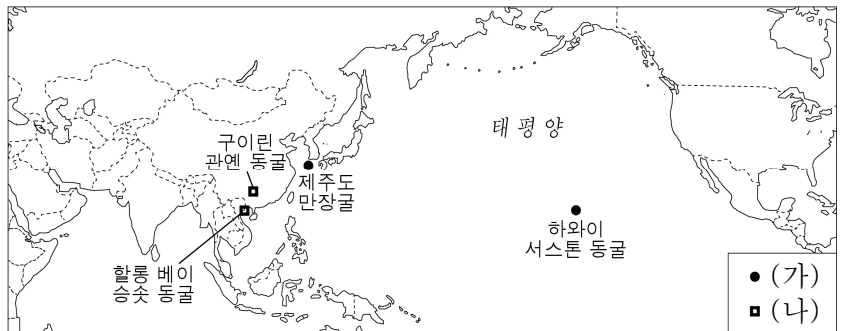 태평양
구이린
관옌 동굴
제주도
만장굴
하와이
서스톤 동굴
할롱 베이
승솟 동굴
(가)
(나)